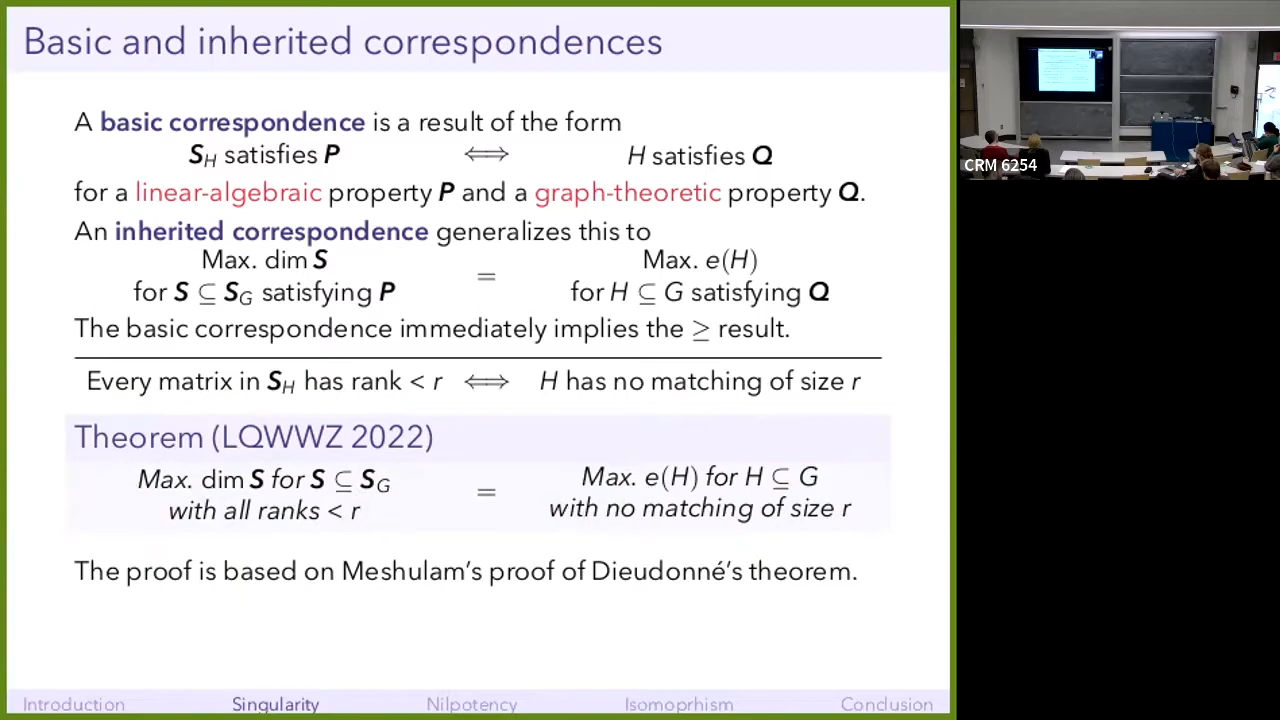 Basic and inherited correspondences
A basic correspondence is a result of the form
S_H satisfies P ⟺ H satisfies Q
for a linear-algebraic property P and a graph-theoretic property Q.
An inherited correspondence generalizes this to
Max. dim S = Max. e(H)
for S ⊆ S_G satisfying P for H ⊆ G satisfying Q
The basic correspondence immediately implies the ≥ result.
Every matrix in S_H has rank < r ⟺ H has no matching of size r
Theorem (LQWWZ 2022)
Max. dim S for S ⊆ S_G = Max. e(H) for H ⊆ G
with all ranks < r with no matching of size r
The proof is based on Meshulam's proof of Dieudonné's theorem.
Introduction Singularity Nilpotency Isomoprhism Conclusion
CRM 6254